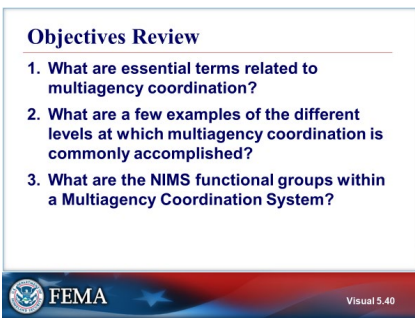 Objectives Review
1. What are essential terms related to
multiagency coordination?
2. What are a few examples of the different
levels at which multiagency coordination is
commonly accomplished?
3. What are the NIMS functional groups within
a Multiagency Coordination System?
FEMA
Visual 5.40